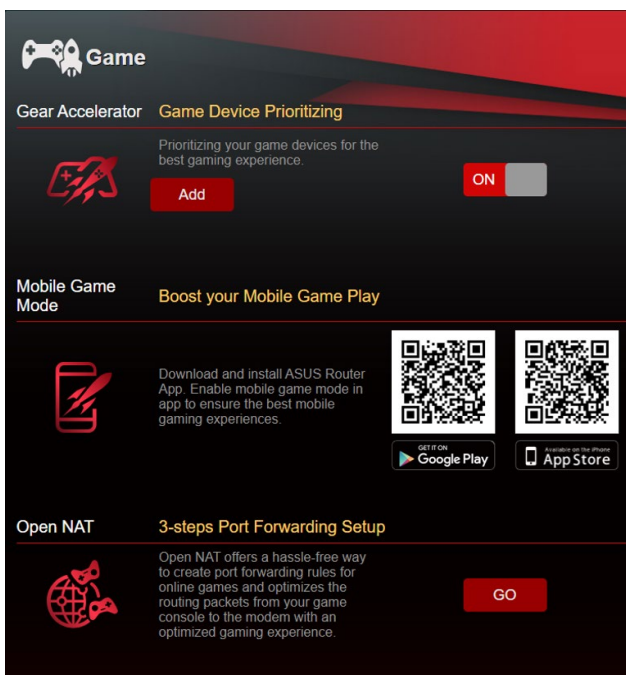 Game
Gear Accelerator
Game Device Prioritizing
Prioritizing your game devices for the
best gaming experience.
Add
ON
Mobile Game
Mode
Boost your Mobile Game Play
Download and install ASUS Router
App. Enable mobile game mode in
app to ensure the best mobile
gaming experiences.
GET IT ON
Google Play
Available on the iPhone
App Store
Open NAT
3-steps Port Forwarding Setup
Open NAT offers a hassle-free way
to create port forwarding rules for
online games and optimizes the
routing packets from your game
console to the modem with an
optimized gaming experience.
GO